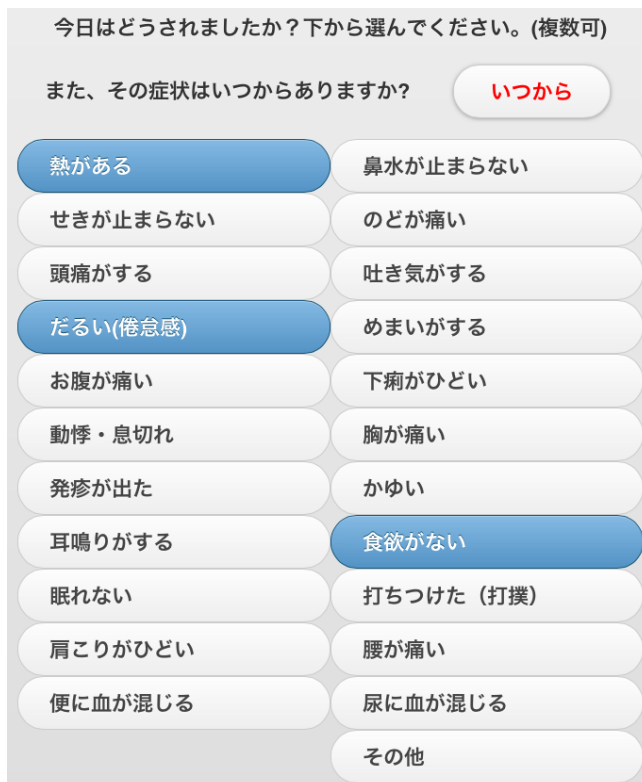 今日はどうされましたか？下から選んでください。(複数可)
また、その症状はいつからありますか?
いつから
熱がある
鼻水が止まらない
せきが止まらない
のどが痛い
頭痛がする
吐き気がする
だるい(倦怠感)
めまいがする
お腹が痛い
下痢がひどい
動悸・息切れ
胸が痛い
発疹が出た
かゆい
耳鳴りがする
食欲がない
眠れない
打ちつけた（打撲）
肩こりがひどい
腰が痛い
便に血が混じる
尿に血が混じる
その他